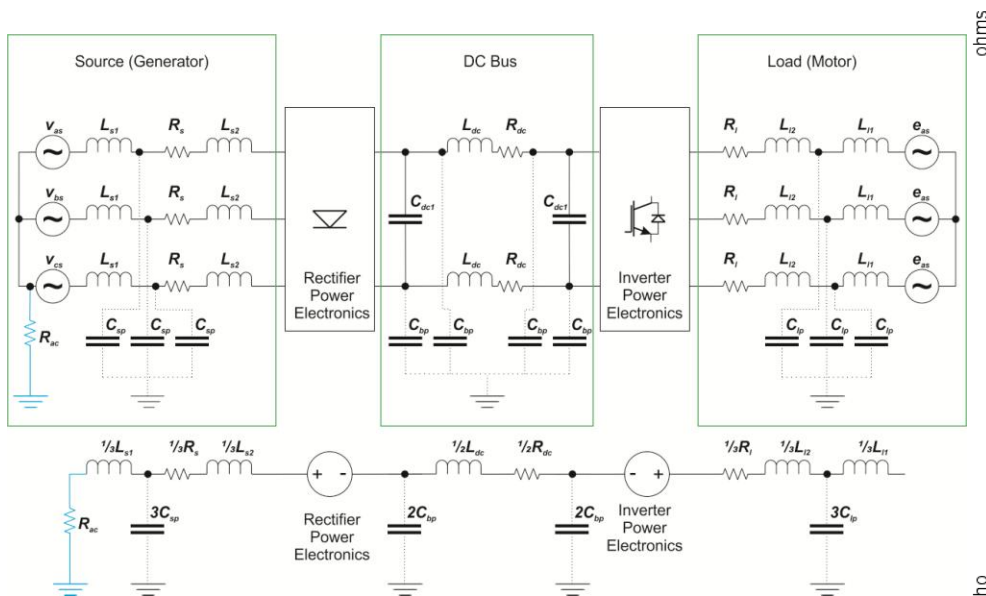 ohms
Source (Generator)
DC Bus
Load (Motor)
v_as L_s1 R_s L_s2
L_dc R_dc
R_l L_l2 L_l1 e_as
v_bs L_s1 R_s L_s2
C_dc1 C_dc1
R_l L_l2 L_l1 e_as
v_cs L_s1 R_s L_s2
L_dc R_dc
R_l L_l2 L_l1 e_as
Rectifier
Power
Electronics
Inverter
Power
Electronics
R_ac
C_sp C_sp C_sp
C_bp C_bp C_bp C_bp
C_lp C_lp C_lp
⅓L_s1 ⅓R_s ⅓L_s2
½L_dc ½R_dc
⅓R_l ⅓L_l2 ⅓L_l1
+ -
- +
R_ac
3C_sp
Rectifier
Power
Electronics
2C_bp
2C_bp
Inverter
Power
Electronics
3C_lp